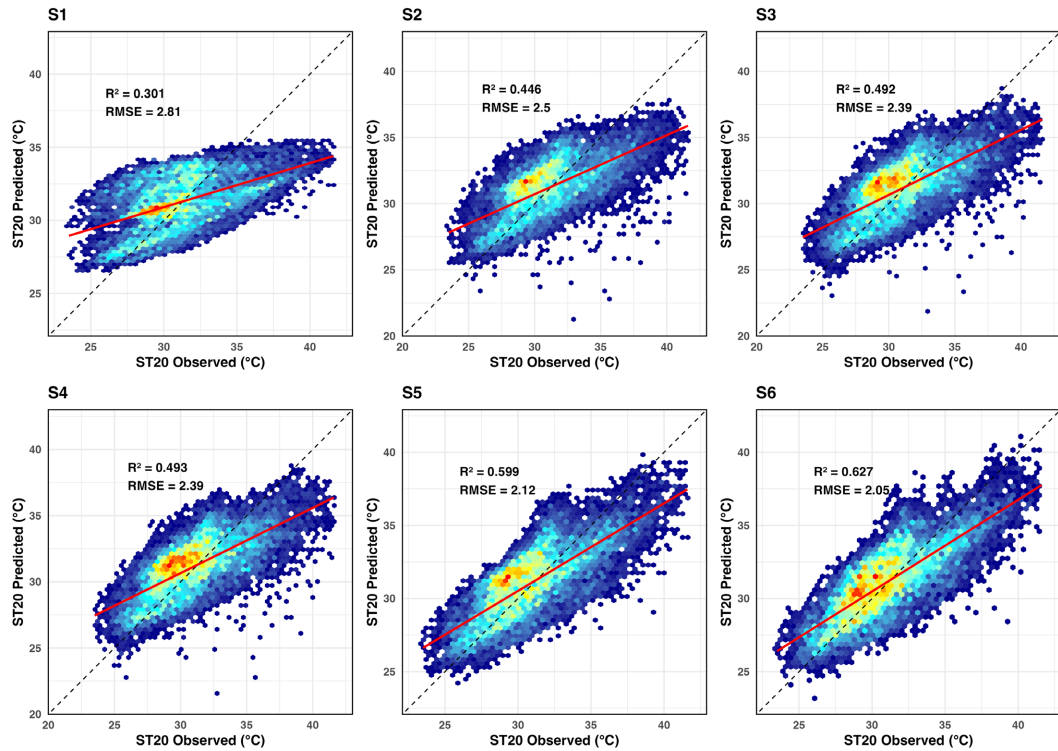 S1
R² = 0.301
RMSE = 2.81
ST20 Predicted (°C)
40
35
30
25
25 30 35 40
ST20 Observed (°C)
S2
R² = 0.446
RMSE = 2.5
ST20 Predicted (°C)
40
35
30
25
20
20 25 30 35 40
ST20 Observed (°C)
S3
R² = 0.492
RMSE = 2.39
ST20 Predicted (°C)
40
35
30
25
20
20 25 30 35 40
ST20 Observed (°C)
S4
R² = 0.493
RMSE = 2.39
ST20 Predicted (°C)
40
35
30
25
20
20 25 30 35 40
ST20 Observed (°C)
S5
R² = 0.599
RMSE = 2.12
ST20 Predicted (°C)
40
35
30
25
25 30 35 40
ST20 Observed (°C)
S6
R² = 0.627
RMSE = 2.05
ST20 Predicted (°C)
40
35
30
25
25 30 35 40
ST20 Observed (°C)